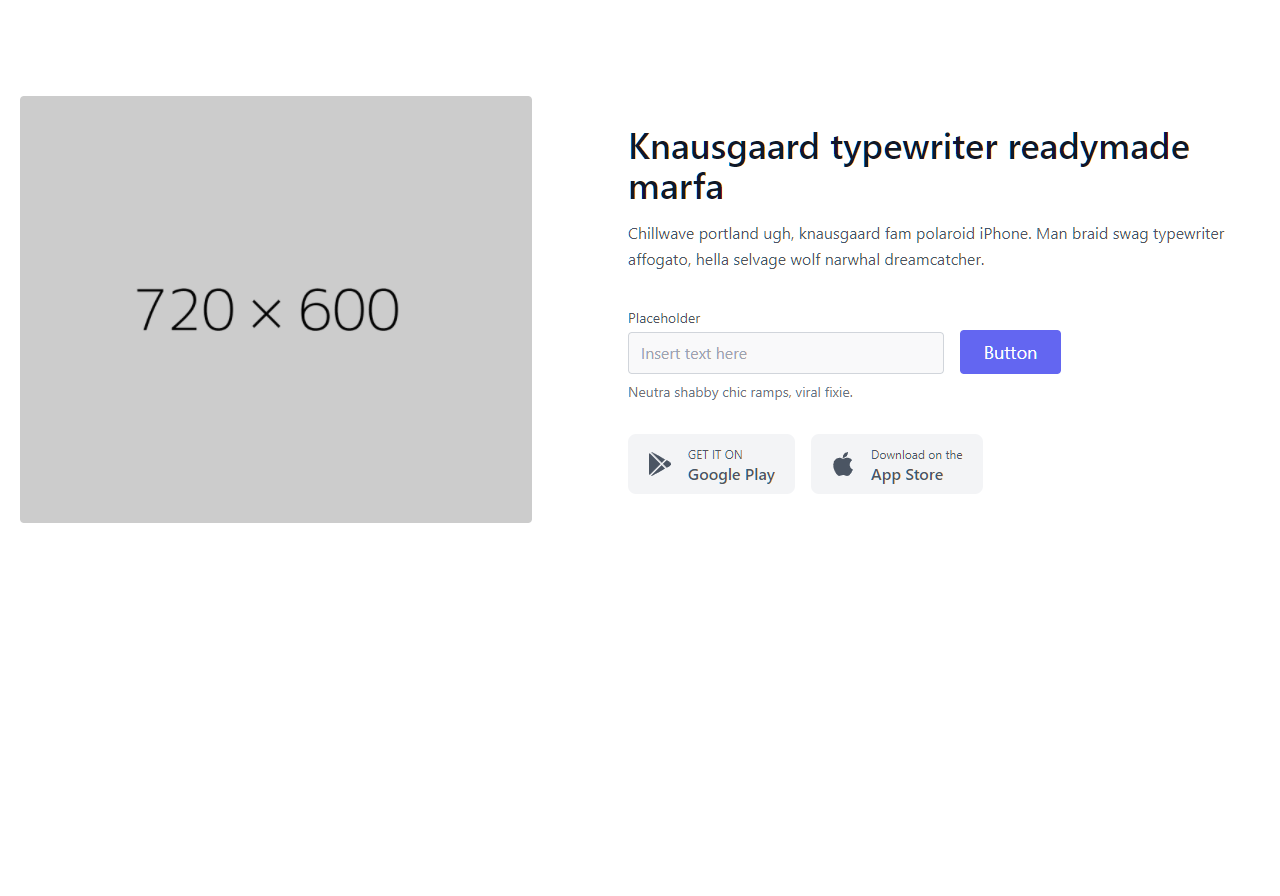 720 × 600
Knausgaard typewriter readymade
marfa
Chillwave portland ugh, knausgaard fam polaroid iPhone. Man braid swag typewriter
affogato, hella selvage wolf narwhal dreamcatcher.
Placeholder
Insert text here
Button
Neutra shabby chic ramps, viral fixie.
GET IT ON
Google Play
Download on the
App Store